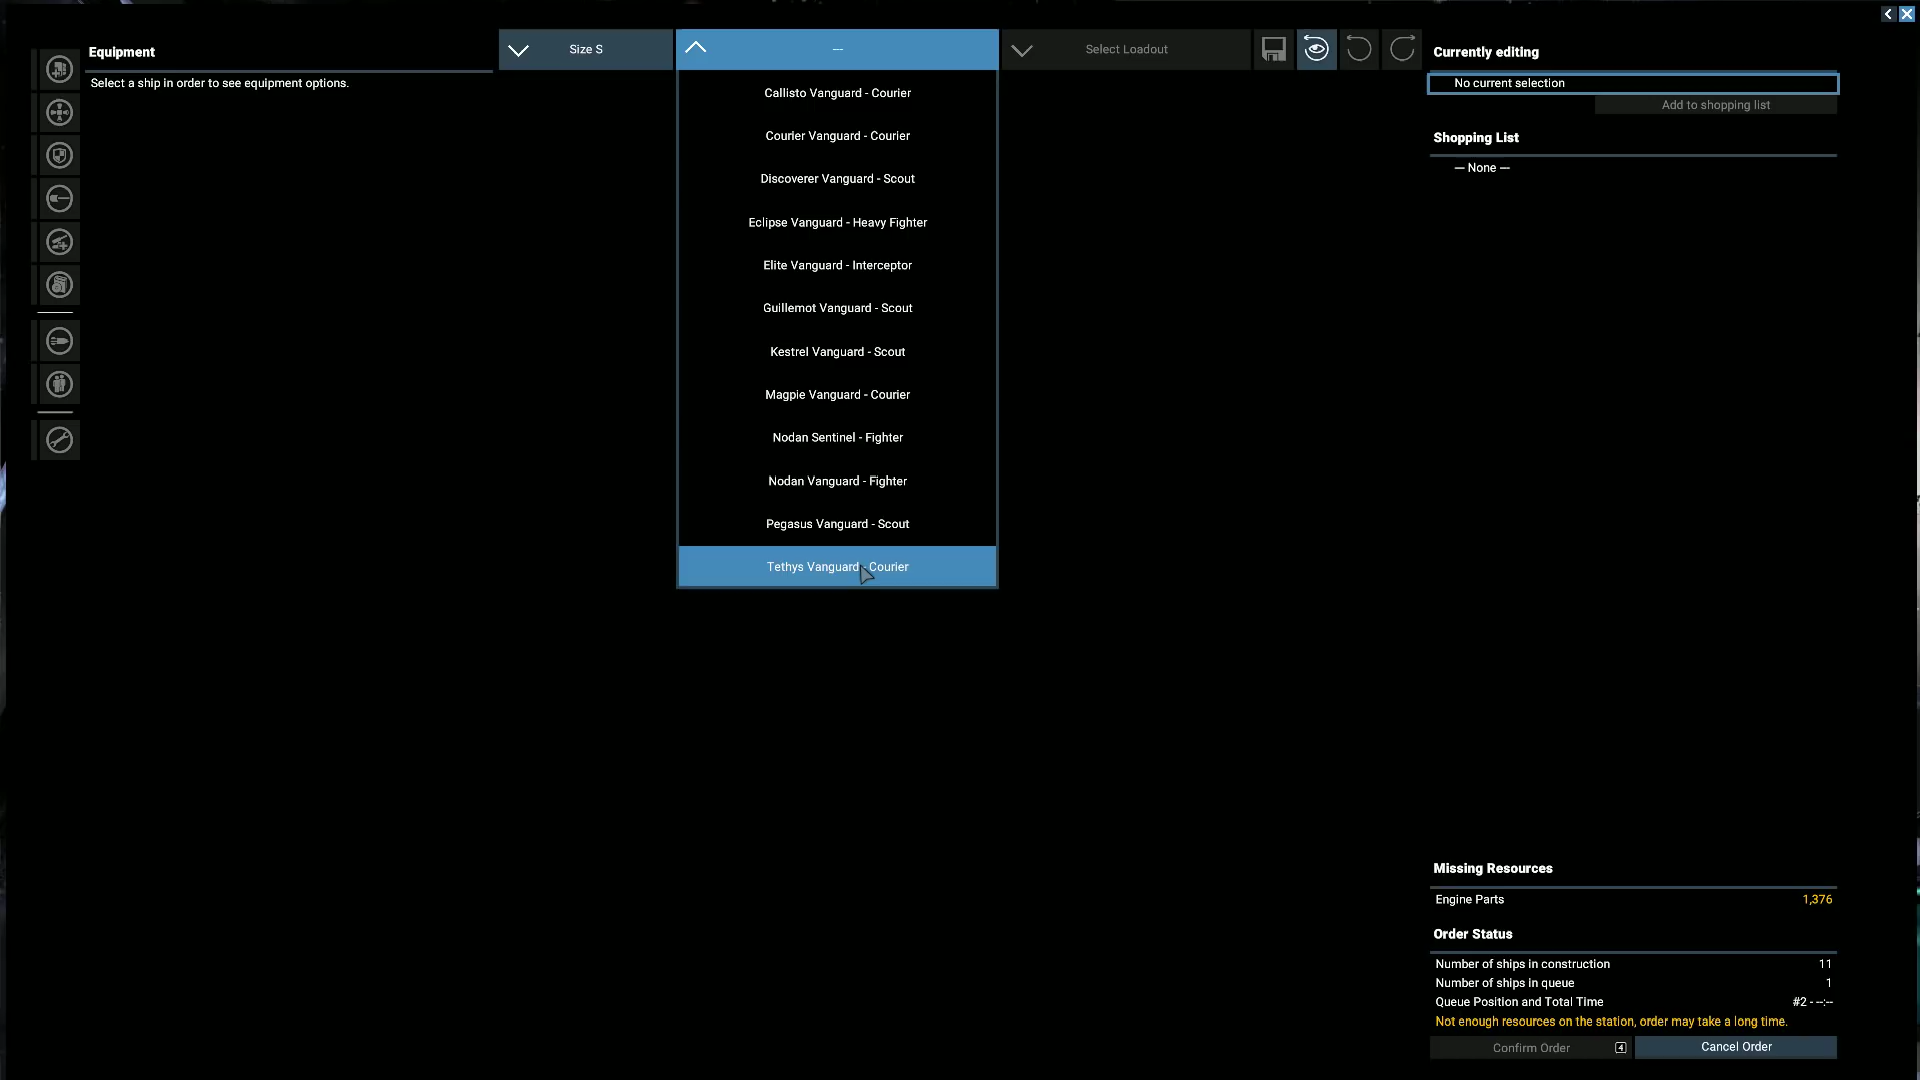 Equipment
Select a ship in order to see equipment options.
Size S
---
Select Loadout
Callisto Vanguard - Courier
Courier Vanguard - Courier
Discoverer Vanguard - Scout
Eclipse Vanguard - Heavy Fighter
Elite Vanguard - Interceptor
Guillemot Vanguard - Scout
Kestrel Vanguard - Scout
Magpie Vanguard - Courier
Nodan Sentinel - Fighter
Nodan Vanguard - Fighter
Pegasus Vanguard - Scout
Tethys Vanguard - Courier
Currently editing
No current selection
Add to shopping list
Shopping List
— None —
Missing Resources
Engine Parts 1,376
Order Status
Number of ships in construction 11
Number of ships in queue 1
Queue Position and Total Time #2 - --:--
Not enough resources on the station, order may take a long time.
Confirm Order 4
Cancel Order